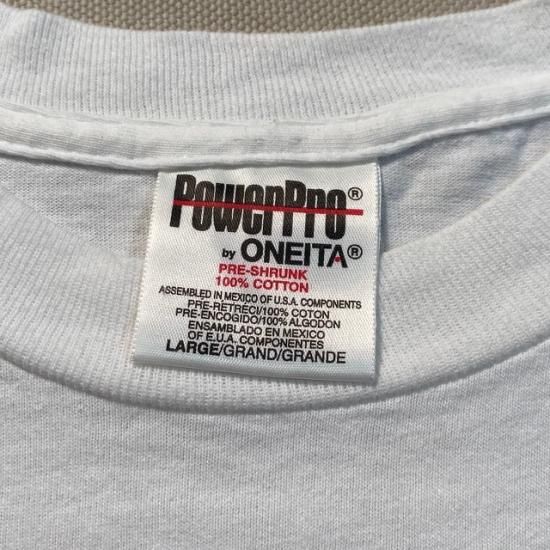 PowerPro®
by ONEITA®
PRE-SHRUNK
100% COTTON
ASSEMBLED IN MEXICO OF U.S.A. COMPONENTS
PRE-RETRECI/100% COTON
PRE-ENCOGIDO/100% ALGODON
ENSAMBLADO EN MEXICO
OF E.U.A. COMPONENTES
LARGE/GRAND/GRANDE